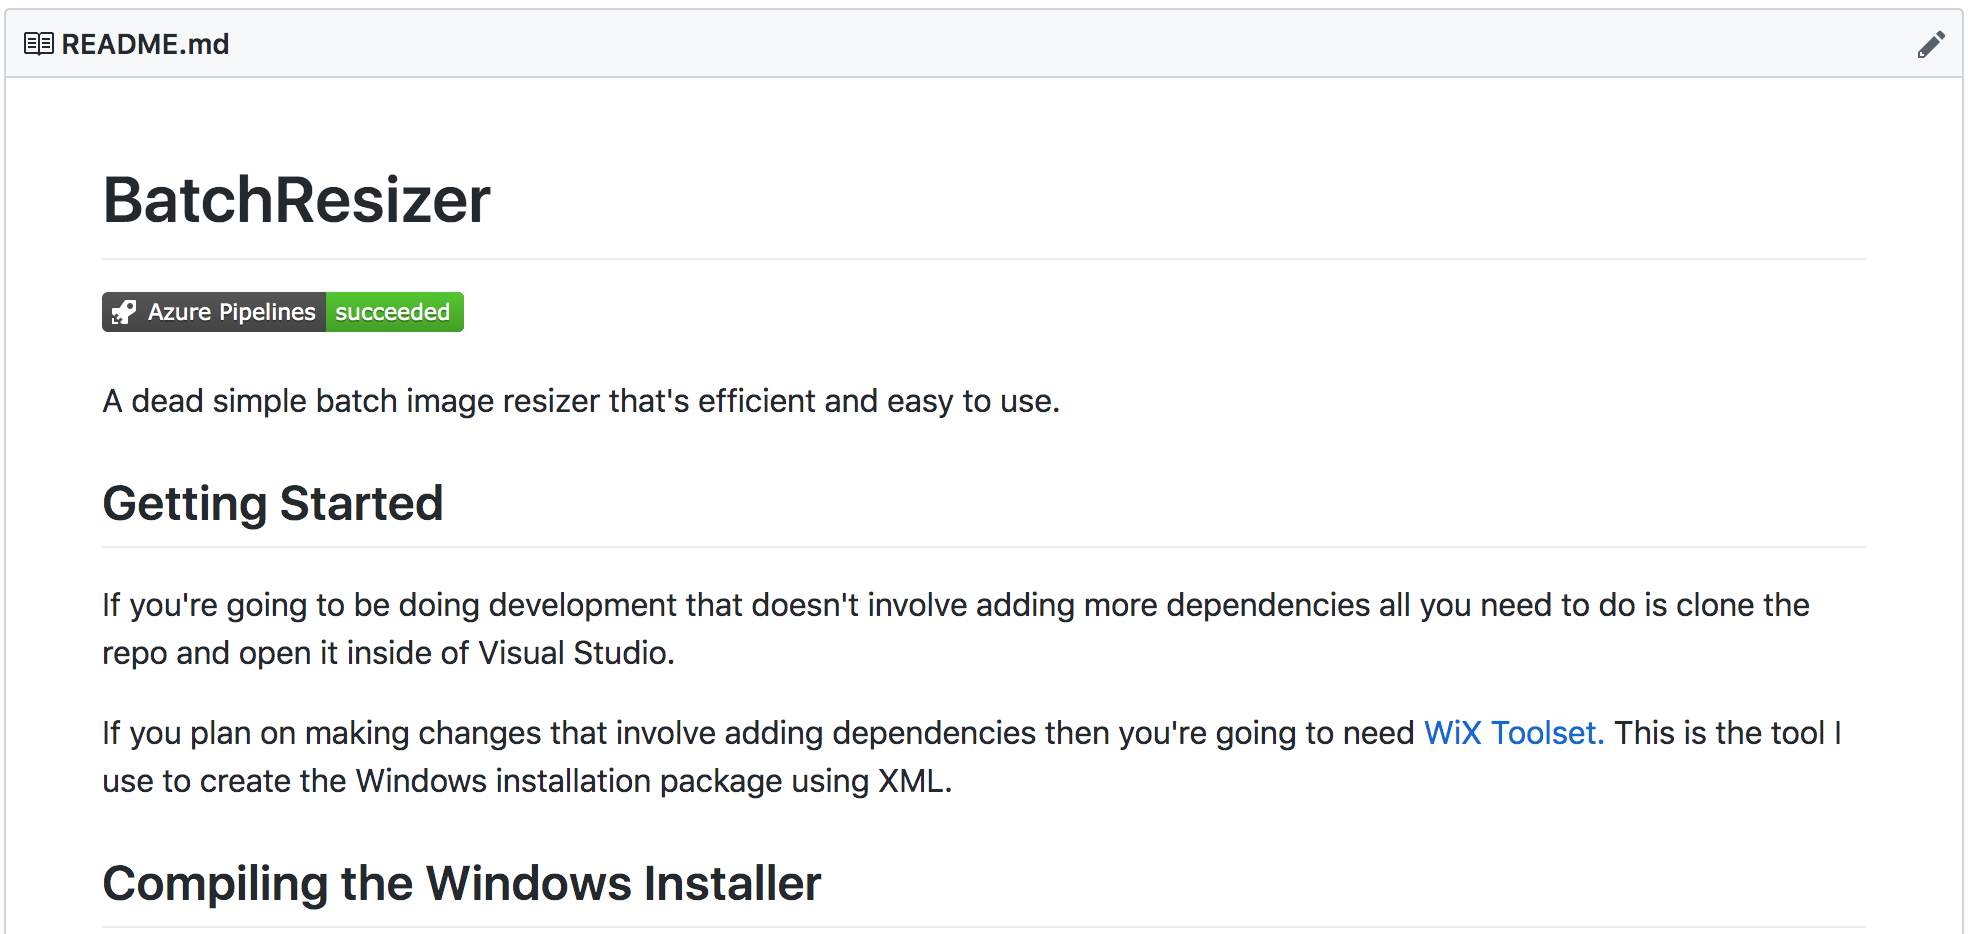 README.md
BatchResizer
Azure Pipelines succeeded
A dead simple batch image resizer that's efficient and easy to use.
Getting Started
If you're going to be doing development that doesn't involve adding more dependencies all you need to do is clone the
repo and open it inside of Visual Studio.
If you plan on making changes that involve adding dependencies then you're going to need WiX Toolset. This is the tool I
use to create the Windows installation package using XML.
Compiling the Windows Installer